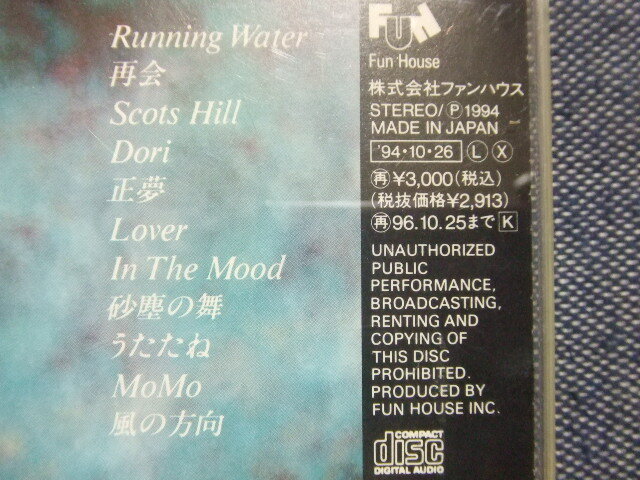 Running Water
再会
Scots Hill
Dori
正夢
Lover
In The Mood
砂塵の舞
うたたね
MoMo
風の方向
Fun
Fun House
株式会社ファンハウス
STEREO/Ⓟ1994
MADE IN JAPAN
'94・10・26 Ⓛ Ⓧ
㊢¥3,000(税込)
(税抜価格¥2,913)
再96.10.25まで K
UNAUTHORIZED
PUBLIC
PERFORMANCE,
BROADCASTING,
RENTING AND
COPYING OF
THIS DISC
PROHIBITED.
PRODUCED BY
FUN HOUSE INC.
COMPACT
disc
DIGITAL AUDIO